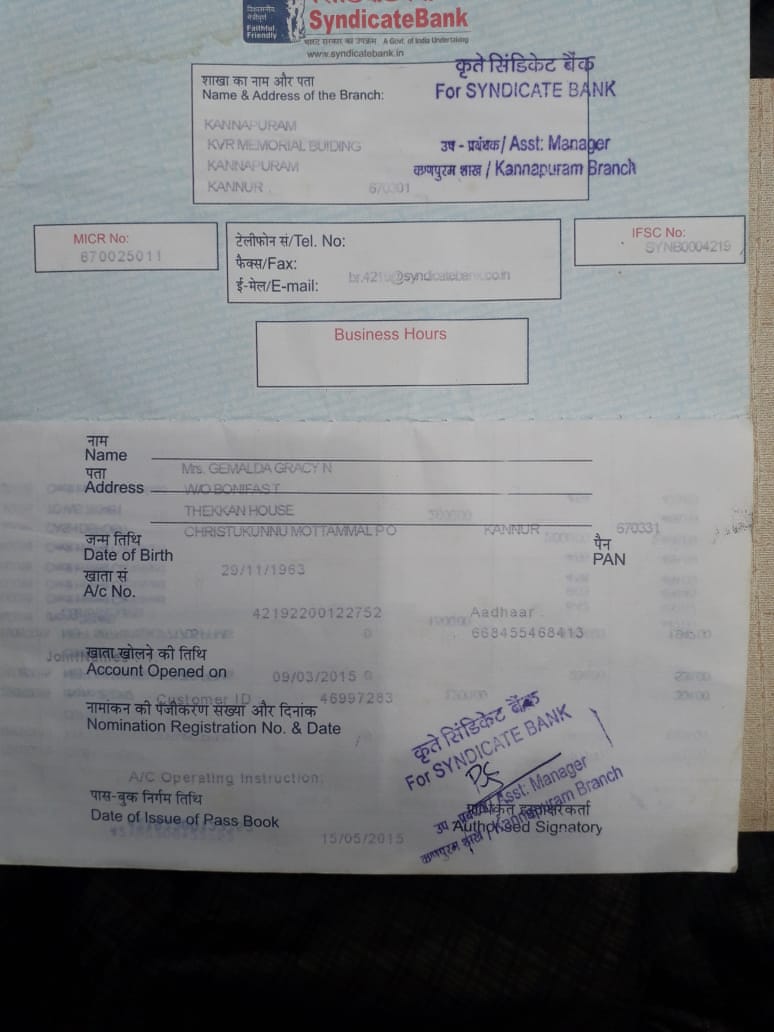 विश्वसनीय
मैत्रीपूर्ण
Faithful
Friendly
SyndicateBank
भारत सरकार का उपक्रम A Govt. of India Undertaking
www.syndicatebank.in
शाखा का नाम और पता
Name & Address of the Branch:
कृते सिंडिकेट बैंक
For SYNDICATE BANK
KANNAPURAM
KVR MEMORIAL BUIDING
KANNAPURAM
KANNUR 670301
उप - प्रबंधक / Asst: Manager
कण्णपुरम शाखा / Kannapuram Branch
MICR No:
670025011
टेलीफोन सं/Tel. No:
फैक्स/Fax:
ई-मेल/E-mail: br.4219@syndicatebank.co.in
IFSC No:
SYNB0004219
Business Hours
नाम
Name
Mrs. GEMALDA GRACY N
पता
Address W/O BONIFAST
THEKKAN HOUSE
CHRISTUKUNNU MOTTAMMAL P O KANNUR 670331
जन्म तिथि
Date of Birth
पैन
PAN
29/11/1963
खाता सं
A/c No.
42192200122752 Aadhaar :
0 668455468413
खाता खोलने की तिथि
Account Opened on 09/03/2015
Customer ID : 46997283
नामांकन की पंजीकरण संख्या और दिनांक
Nomination Registration No. & Date
A/C Operating Instruction:
पास-बुक निर्गम तिथि
Date of Issue of Pass Book
15/05/2015
कृते सिंडिकेट बैंक
For SYNDICATE BANK
उप - प्रबंधक / Asst: Manager
कण्णपुरम शाखा / Kannapuram Branch
प्राधिकृत हस्ताक्षरकर्ता
Authorised Signatory